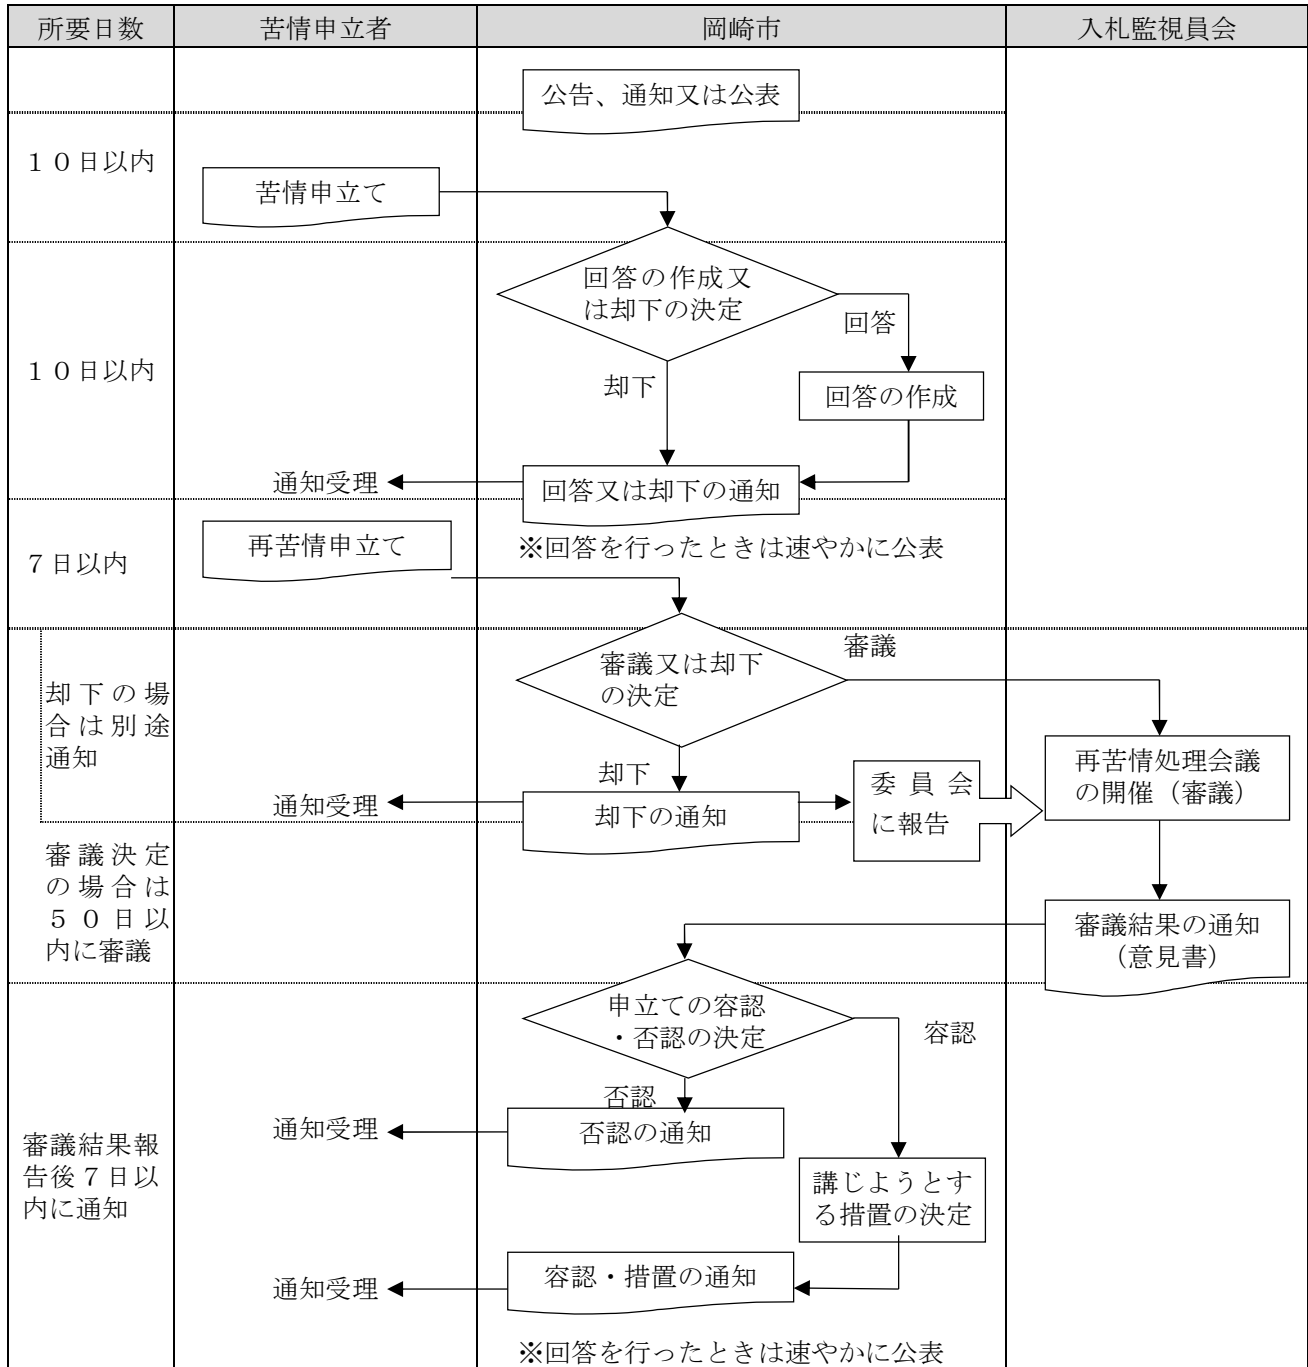 所要日数
苦情申立者
岡崎市
入札監視員会
公告、通知又は公表
１０日以内
苦情申立て
回答の作成又
は却下の決定
回答
１０日以内
却下
回答の作成
通知受理
回答又は却下の通知
※回答を行ったときは速やかに公表
７日以内
再苦情申立て
審議又は却下
の決定
審議
却下の場
合は別途
通知
却下
再苦情処理会議
の開催（審議）
通知受理
却下の通知
委員会
に報告
審議決定
の場合は
５０日以
内に審議
審議結果の通知
（意見書）
申立ての容認
・否認の決定
容認
否認
通知受理
否認の通知
審議結果報
告後７日以
内に通知
講じようとす
る措置の決定
通知受理
容認・措置の通知
※回答を行ったときは速やかに公表